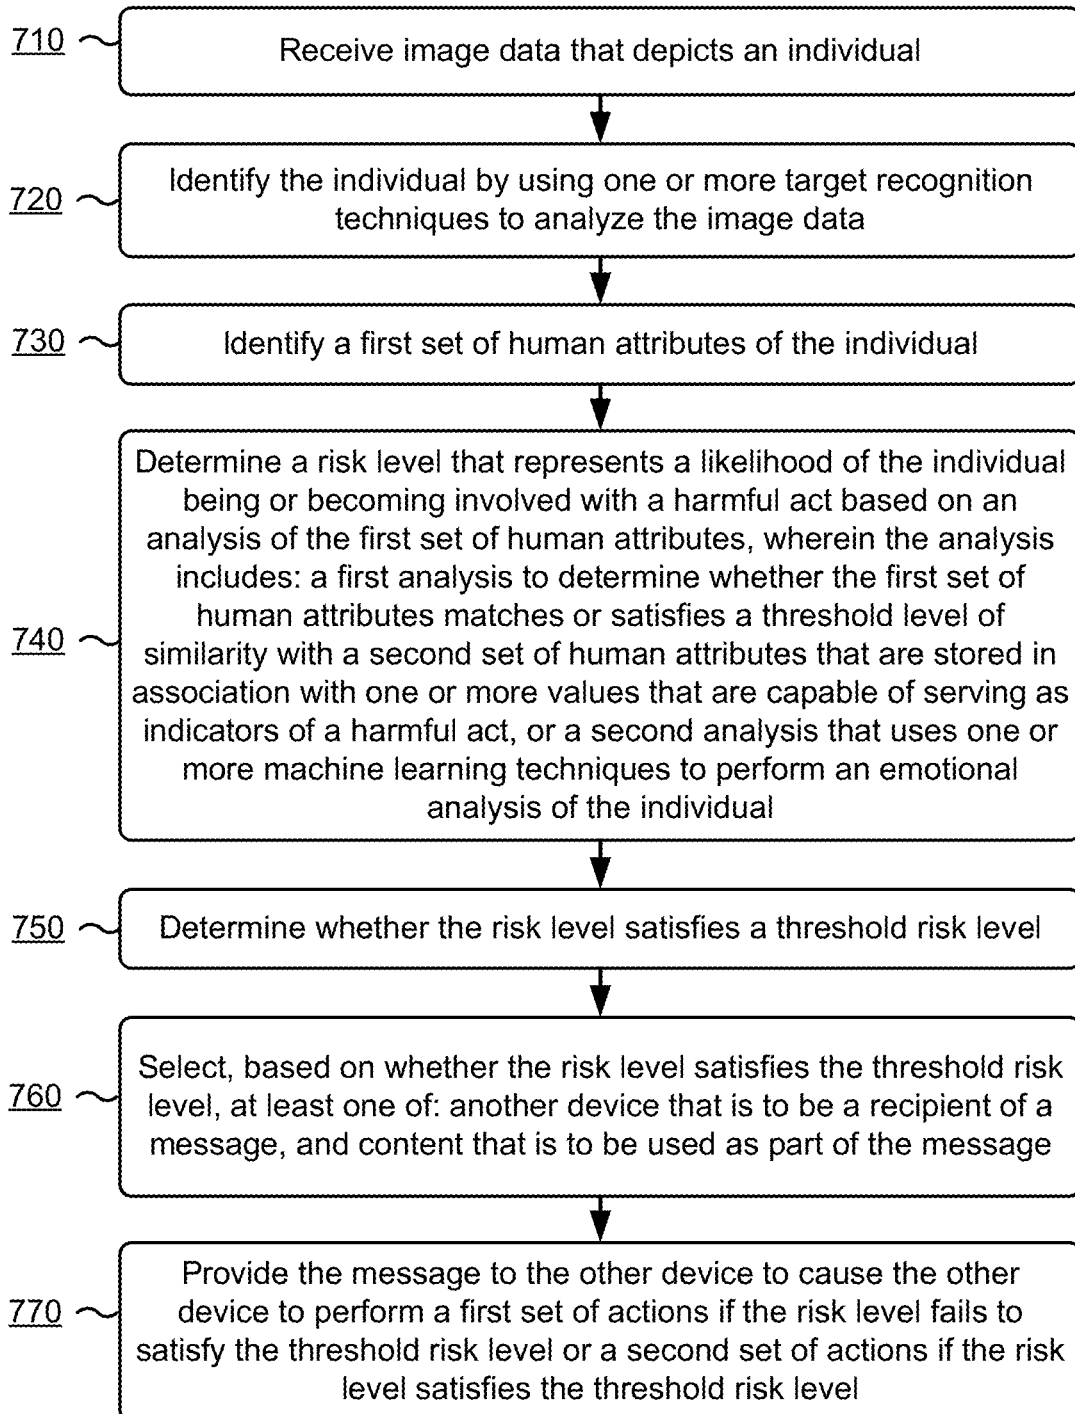 710
Receive image data that depicts an individual
720
Identify the individual by using one or more target recognition
techniques to analyze the image data
730
Identify a first set of human attributes of the individual
740
Determine a risk level that represents a likelihood of the individual
being or becoming involved with a harmful act based on an
analysis of the first set of human attributes, wherein the analysis
includes: a first analysis to determine whether the first set of
human attributes matches or satisfies a threshold level of
similarity with a second set of human attributes that are stored in
association with one or more values that are capable of serving as
indicators of a harmful act, or a second analysis that uses one or
more machine learning techniques to perform an emotional
analysis of the individual
750
Determine whether the risk level satisfies a threshold risk level
760
Select, based on whether the risk level satisfies the threshold risk
level, at least one of: another device that is to be a recipient of a
message, and content that is to be used as part of the message
770
Provide the message to the other device to cause the other
device to perform a first set of actions if the risk level fails to
satisfy the threshold risk level or a second set of actions if the risk
level satisfies the threshold risk level